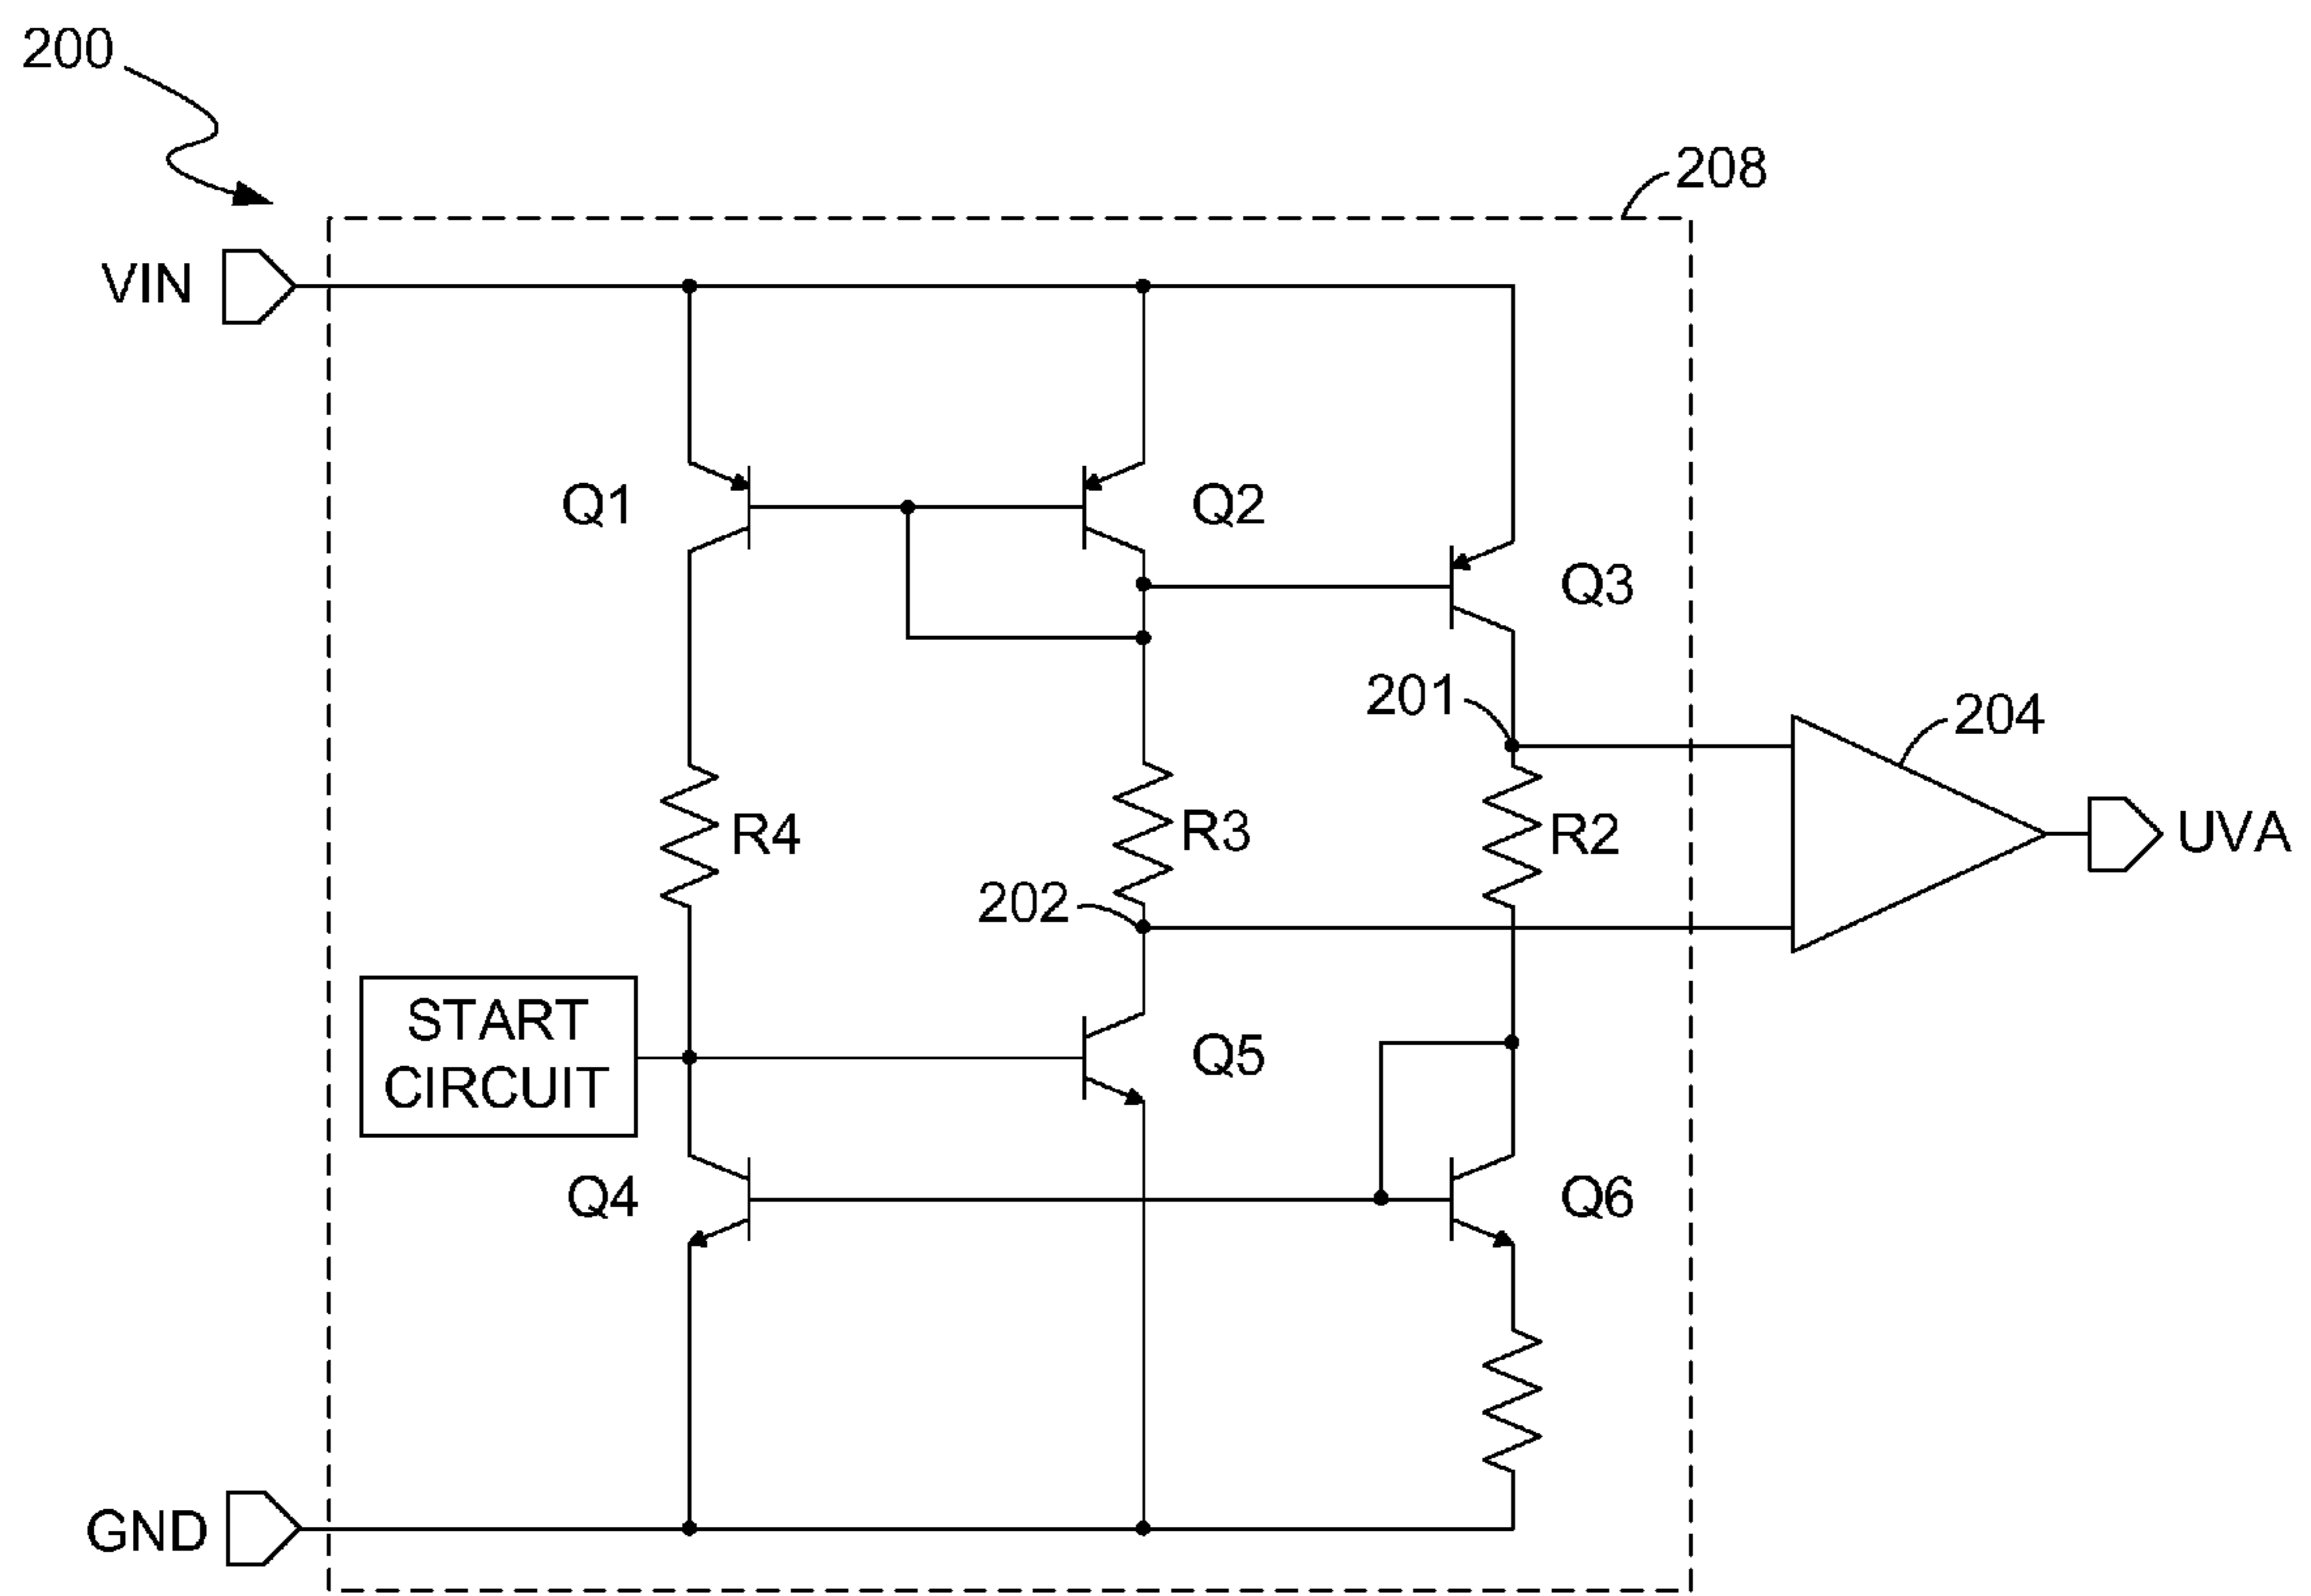 200
208
VIN
Q1
Q2
Q3
201
204
R4
R3
R2
UVA
202
START
CIRCUIT
Q5
Q4
Q6
GND